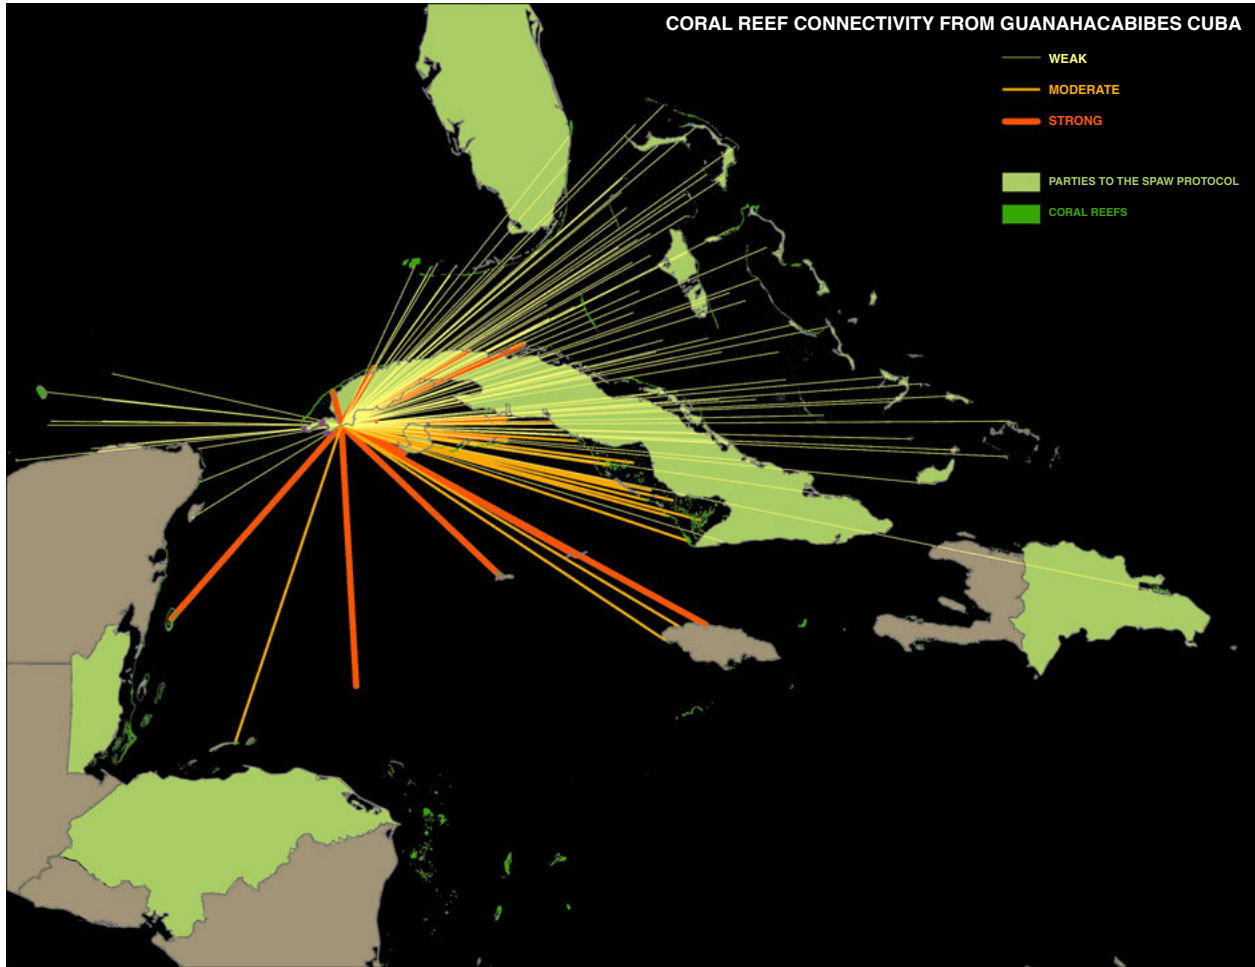 CORAL REEF CONNECTIVITY FROM GUANAHACABIBES CUBA
WEAK
MODERATE
STRONG
PARTIES TO THE SPAW PROTOCOL
CORAL REEFS